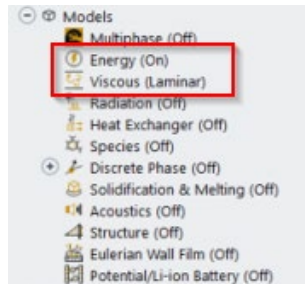 Models
Multiphase (Off)
Energy (On)
Viscous (Laminar)
Radiation (Off)
Heat Exchanger (Off)
Species (Off)
Discrete Phase (Off)
Solidification & Melting (Off)
Acoustics (Off)
Structure (Off)
Eulerian Wall Film (Off)
Potential/Li-ion Battery (Off)